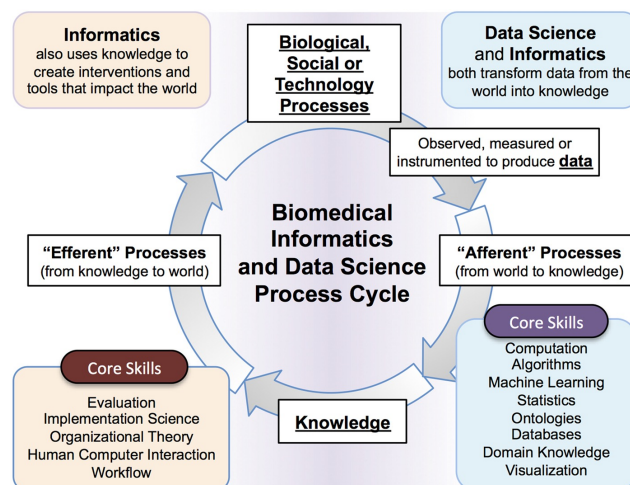 Informatics
also uses knowledge to
create interventions and
tools that impact the world
Biological,
Social or
Technology
Processes
Data Science
and Informatics
both transform data from the
world into knowledge
Observed, measured or
instrumented to produce data
Biomedical
Informatics
and Data Science
Process Cycle
“Efferent” Processes
(from knowledge to world)
“Afferent” Processes
(from world to knowledge)
Core Skills
Evaluation
Implementation Science
Organizational Theory
Human Computer Interaction
Workflow
Knowledge
Core Skills
Computation
Algorithms
Machine Learning
Statistics
Ontologies
Databases
Domain Knowledge
Visualization